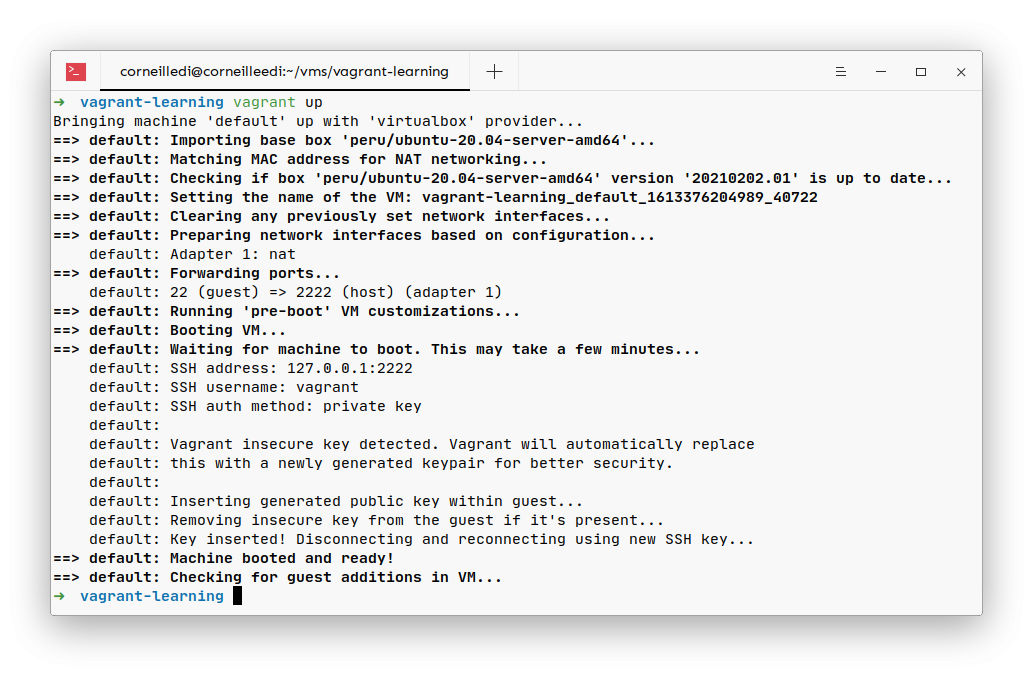 >_
corneilledi@corneilleedi:~/vms/vagrant-learning
→ vagrant-learning vagrant up
Bringing machine 'default' up with 'virtualbox' provider...
==> default: Importing base box 'peru/ubuntu-20.04-server-amd64'...
==> default: Matching MAC address for NAT networking...
==> default: Checking if box 'peru/ubuntu-20.04-server-amd64' version '20210202.01' is up to date...
==> default: Setting the name of the VM: vagrant-learning_default_1613376204989_40722
==> default: Clearing any previously set network interfaces...
==> default: Preparing network interfaces based on configuration...
    default: Adapter 1: nat
==> default: Forwarding ports...
    default: 22 (guest) => 2222 (host) (adapter 1)
==> default: Running 'pre-boot' VM customizations...
==> default: Booting VM...
==> default: Waiting for machine to boot. This may take a few minutes...
    default: SSH address: 127.0.0.1:2222
    default: SSH username: vagrant
    default: SSH auth method: private key
    default:
    default: Vagrant insecure key detected. Vagrant will automatically replace
    default: this with a newly generated keypair for better security.
    default:
    default: Inserting generated public key within guest...
    default: Removing insecure key from the guest if it's present...
    default: Key inserted! Disconnecting and reconnecting using new SSH key...
==> default: Machine booted and ready!
==> default: Checking for guest additions in VM...
→ vagrant-learning